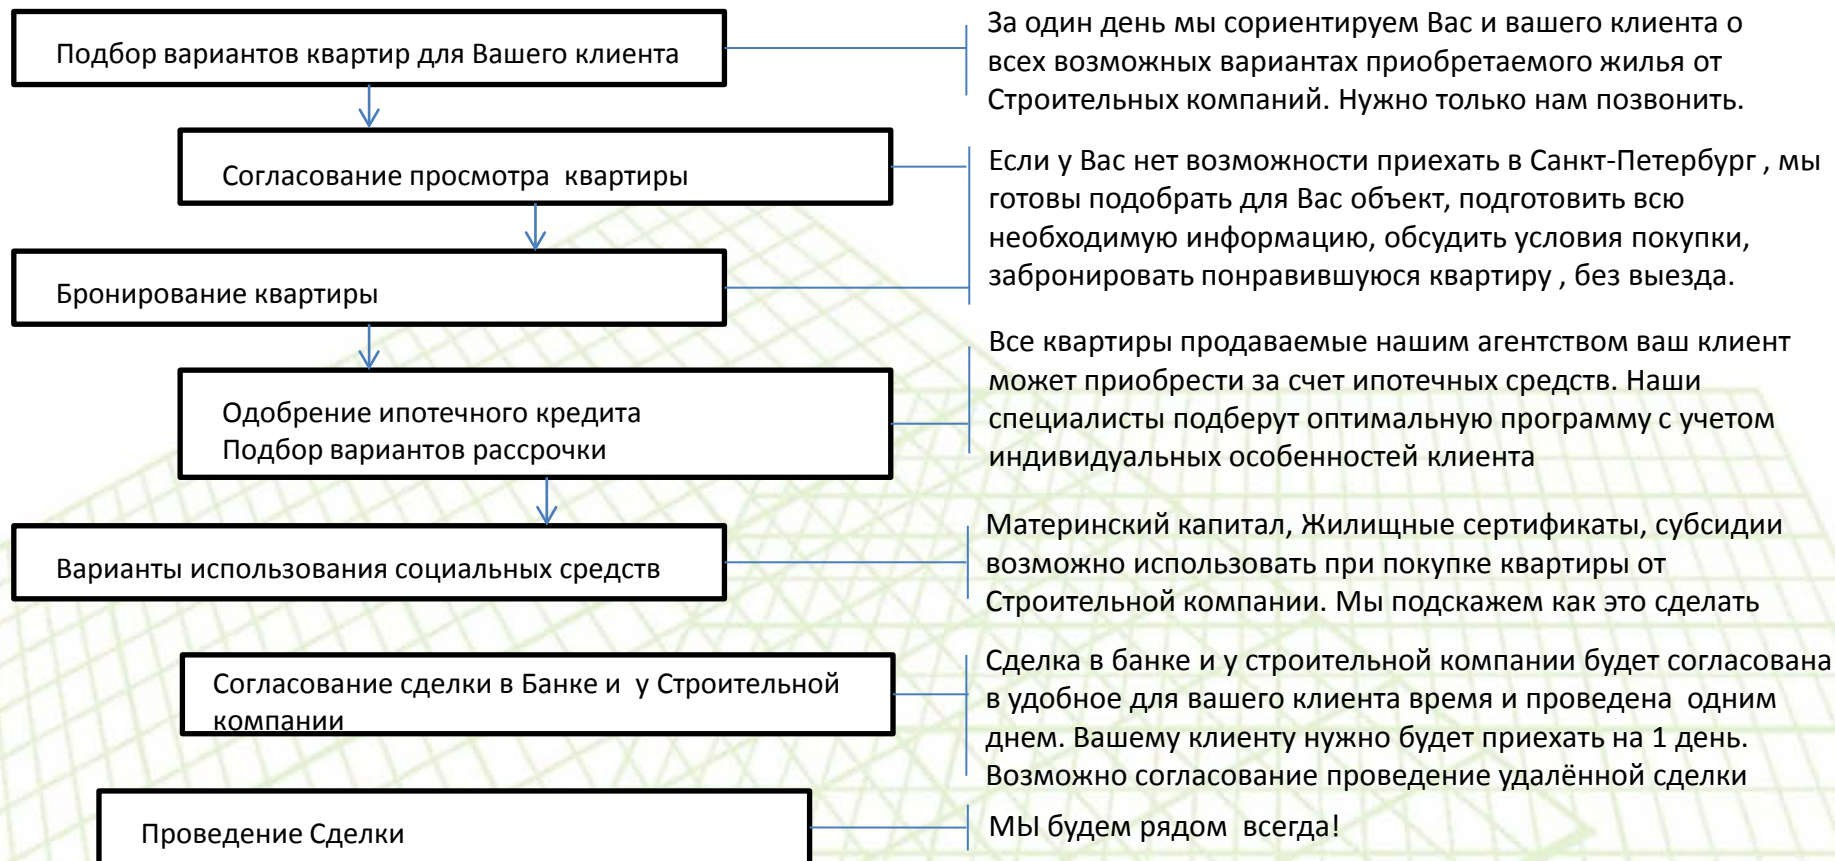 Подбор вариантов квартир для Вашего клиента
За один день мы сориентируем Вас и вашего клиента о
всех возможных вариантах приобретаемого жилья от
Строительных компаний. Нужно только нам позвонить.
Согласование просмотра  квартиры
Если у Вас нет возможности приехать в Санкт-Петербург , мы
готовы подобрать для Вас объект, подготовить всю
необходимую информацию, обсудить условия покупки,
забронировать понравившуюся квартиру , без выезда.
Бронирование квартиры
Одобрение ипотечного кредита
Подбор вариантов рассрочки
Все квартиры продаваемые нашим агентством ваш клиент
может приобрести за счет ипотечных средств. Наши
специалисты подберут оптимальную программу с учетом
индивидуальных особенностей клиента
Варианты использования социальных средств
Материнский капитал, Жилищные сертификаты, субсидии
возможно использовать при покупке квартиры от
Строительной компании. Мы подскажем как это сделать
Согласование сделки в Банке и  у Строительной
компании
Сделка в банке и у строительной компании будет согласована
в удобное для вашего клиента время и проведена  одним
днем. Вашему клиенту нужно будет приехать на 1 день.
Возможно согласование проведение удалённой сделки
Проведение Сделки
МЫ будем рядом  всегда!